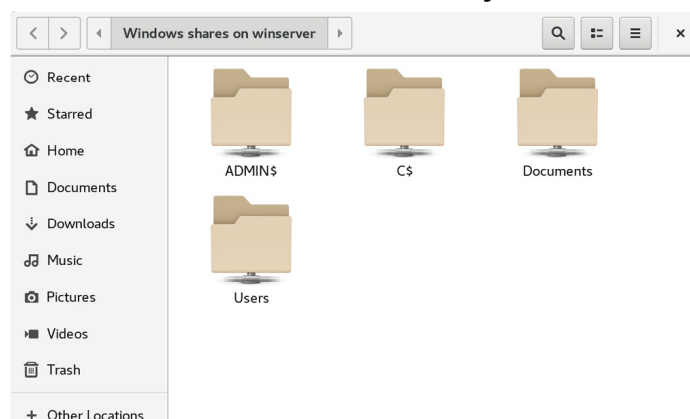 Windows shares on winserver
Recent
Starred
Home
Documents
Downloads
Music
Pictures
Videos
Trash
Other Locations
ADMIN$
C$
Documents
Users